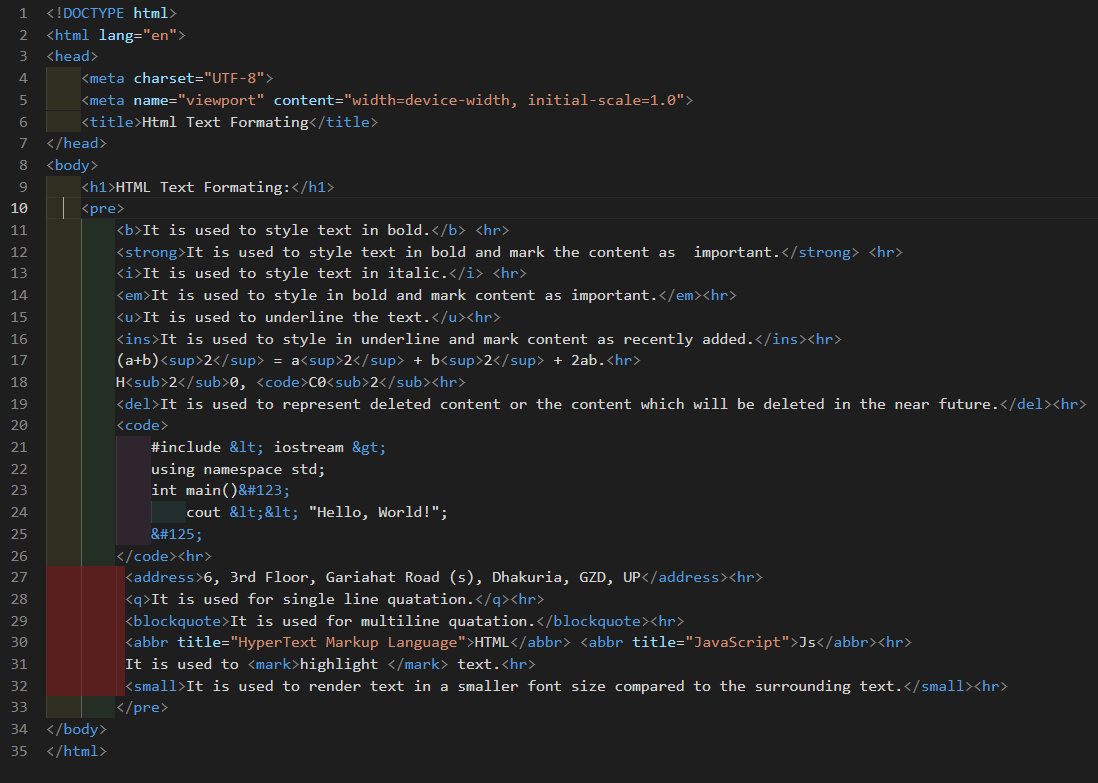 1 <!DOCTYPE html>
2 <html lang="en">
3 <head>
4     <meta charset="UTF-8">
5     <meta name="viewport" content="width=device-width, initial-scale=1.0">
6     <title>Html Text Formating</title>
7 </head>
8 <body>
9     <h1>HTML Text Formating:</h1>
10     <pre>
11         <b>It is used to style text in bold.</b> <hr>
12         <strong>It is used to style text in bold and mark the content as  important.</strong> <hr>
13         <i>It is used to style text in italic.</i> <hr>
14         <em>It is used to style in bold and mark content as important.</em><hr>
15         <u>It is used to underline the text.</u><hr>
16         <ins>It is used to style in underline and mark content as recently added.</ins><hr>
17         (a+b)<sup>2</sup> = a<sup>2</sup> + b<sup>2</sup> + 2ab.<hr>
18         H<sub>2</sub>0, <code>C0<sub>2</sub><hr>
19         <del>It is used to represent deleted content or the content which will be deleted in the near future.</del><hr>
20         <code>
21             #include &lt; iostream &gt;
22             using namespace std;
23             int main()&#123;
24                 cout &lt;&lt; "Hello, World!";
25             &#125;
26         </code><hr>
27          <address>6, 3rd Floor, Gariahat Road (s), Dhakuria, GZD, UP</address><hr>
28          <q>It is used for single line quatation.</q><hr>
29          <blockquote>It is used for multiline quatation.</blockquote><hr>
30          <abbr title="HyperText Markup Language">HTML</abbr> <abbr title="JavaScript">Js</abbr><hr>
31          It is used to <mark>highlight </mark> text.<hr>
32          <small>It is used to render text in a smaller font size compared to the surrounding text.</small><hr>
33         </pre>
34 </body>
35 </html>